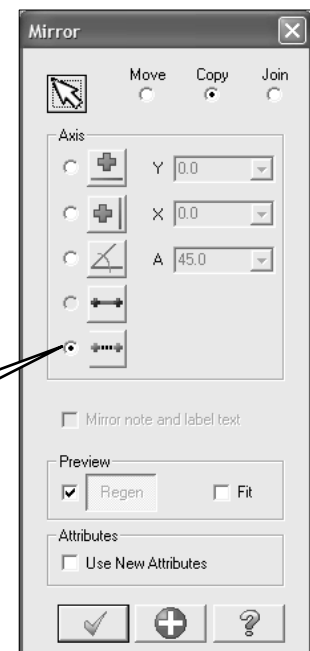 Mirror
Move Copy Join
Axis
Y 0.0
X 0.0
A 45.0
Mirror note and label text
Preview
Regen Fit
Attributes
Use New Attributes